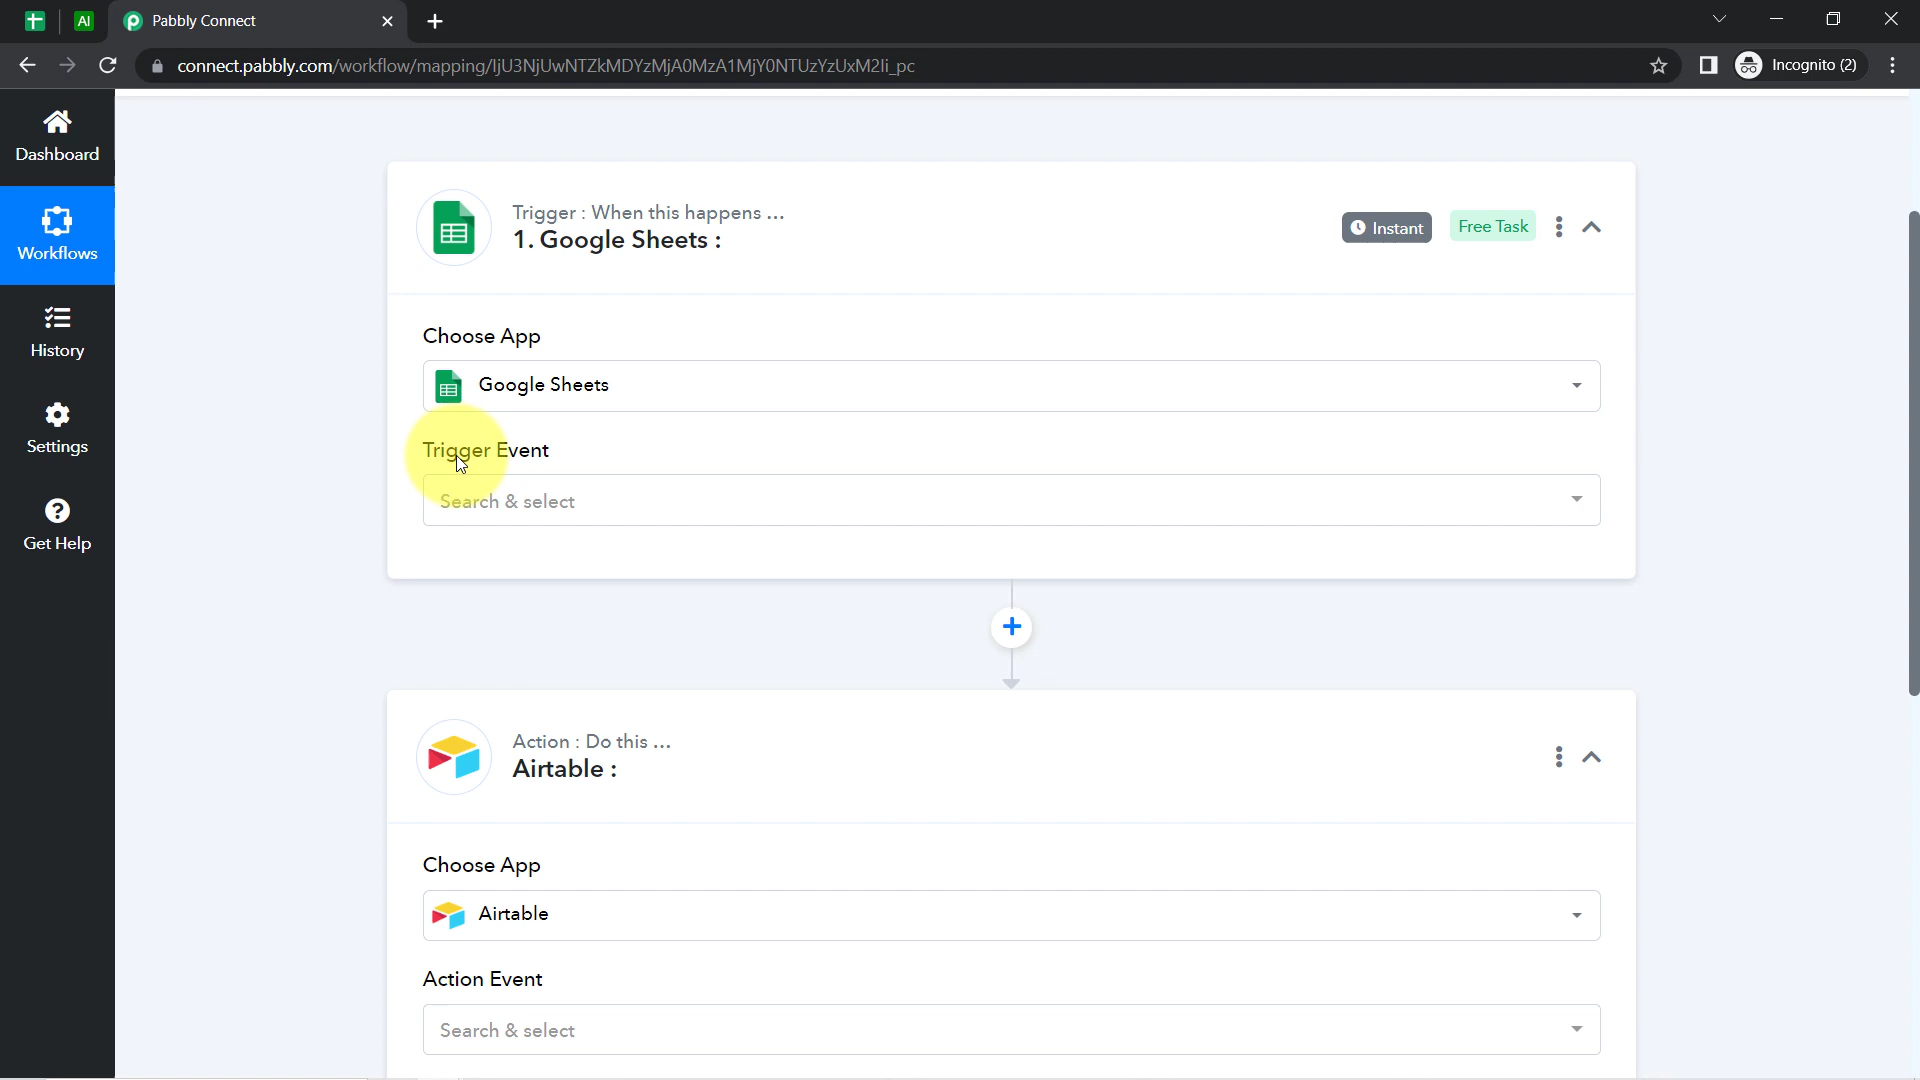 AI
Pabbly Connect
connect.pabbly.com/workflow/mapping/IjU3NjUwNTZkMDYzMjA0MzA1MjY0NTUzYzUxM2Ii_pc
Incognito (2)
Dashboard
Workflows
History
Settings
Get Help
Trigger : When this happens ...
1. Google Sheets :
Instant
Free Task
Choose App
Google Sheets
Trigger Event
Search & select
Action : Do this ...
Airtable :
Choose App
Airtable
Action Event
Search & select